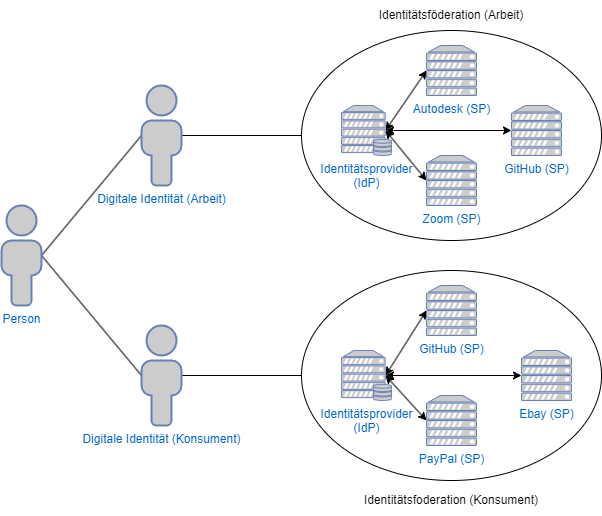 Identitätsföderation (Arbeit)
Autodesk (SP)
Identitätsprovider
(IdP)
GitHub (SP)
Zoom (SP)
Digitale Identität (Arbeit)
Person
GitHub (SP)
Identitätsprovider
(IdP)
Ebay (SP)
PayPal (SP)
Digitale Identität (Konsument)
Identitätsfoderation (Konsument)